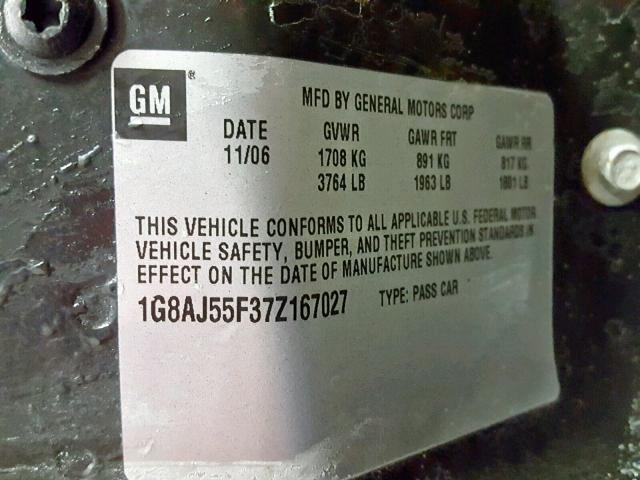 GM ®
MFD BY GENERAL MOTORS CORP
DATE GVWR GAWR FRT GAWR RR
11/06 1708 KG 891 KG 817 KG
3764 LB 1963 LB 1801 LB
THIS VEHICLE CONFORMS TO ALL APPLICABLE U.S. FEDERAL MOTOR
VEHICLE SAFETY, BUMPER, AND THEFT PREVENTION STANDARDS IN
EFFECT ON THE DATE OF MANUFACTURE SHOWN ABOVE.
1G8AJ55F37Z167027 TYPE: PASS CAR